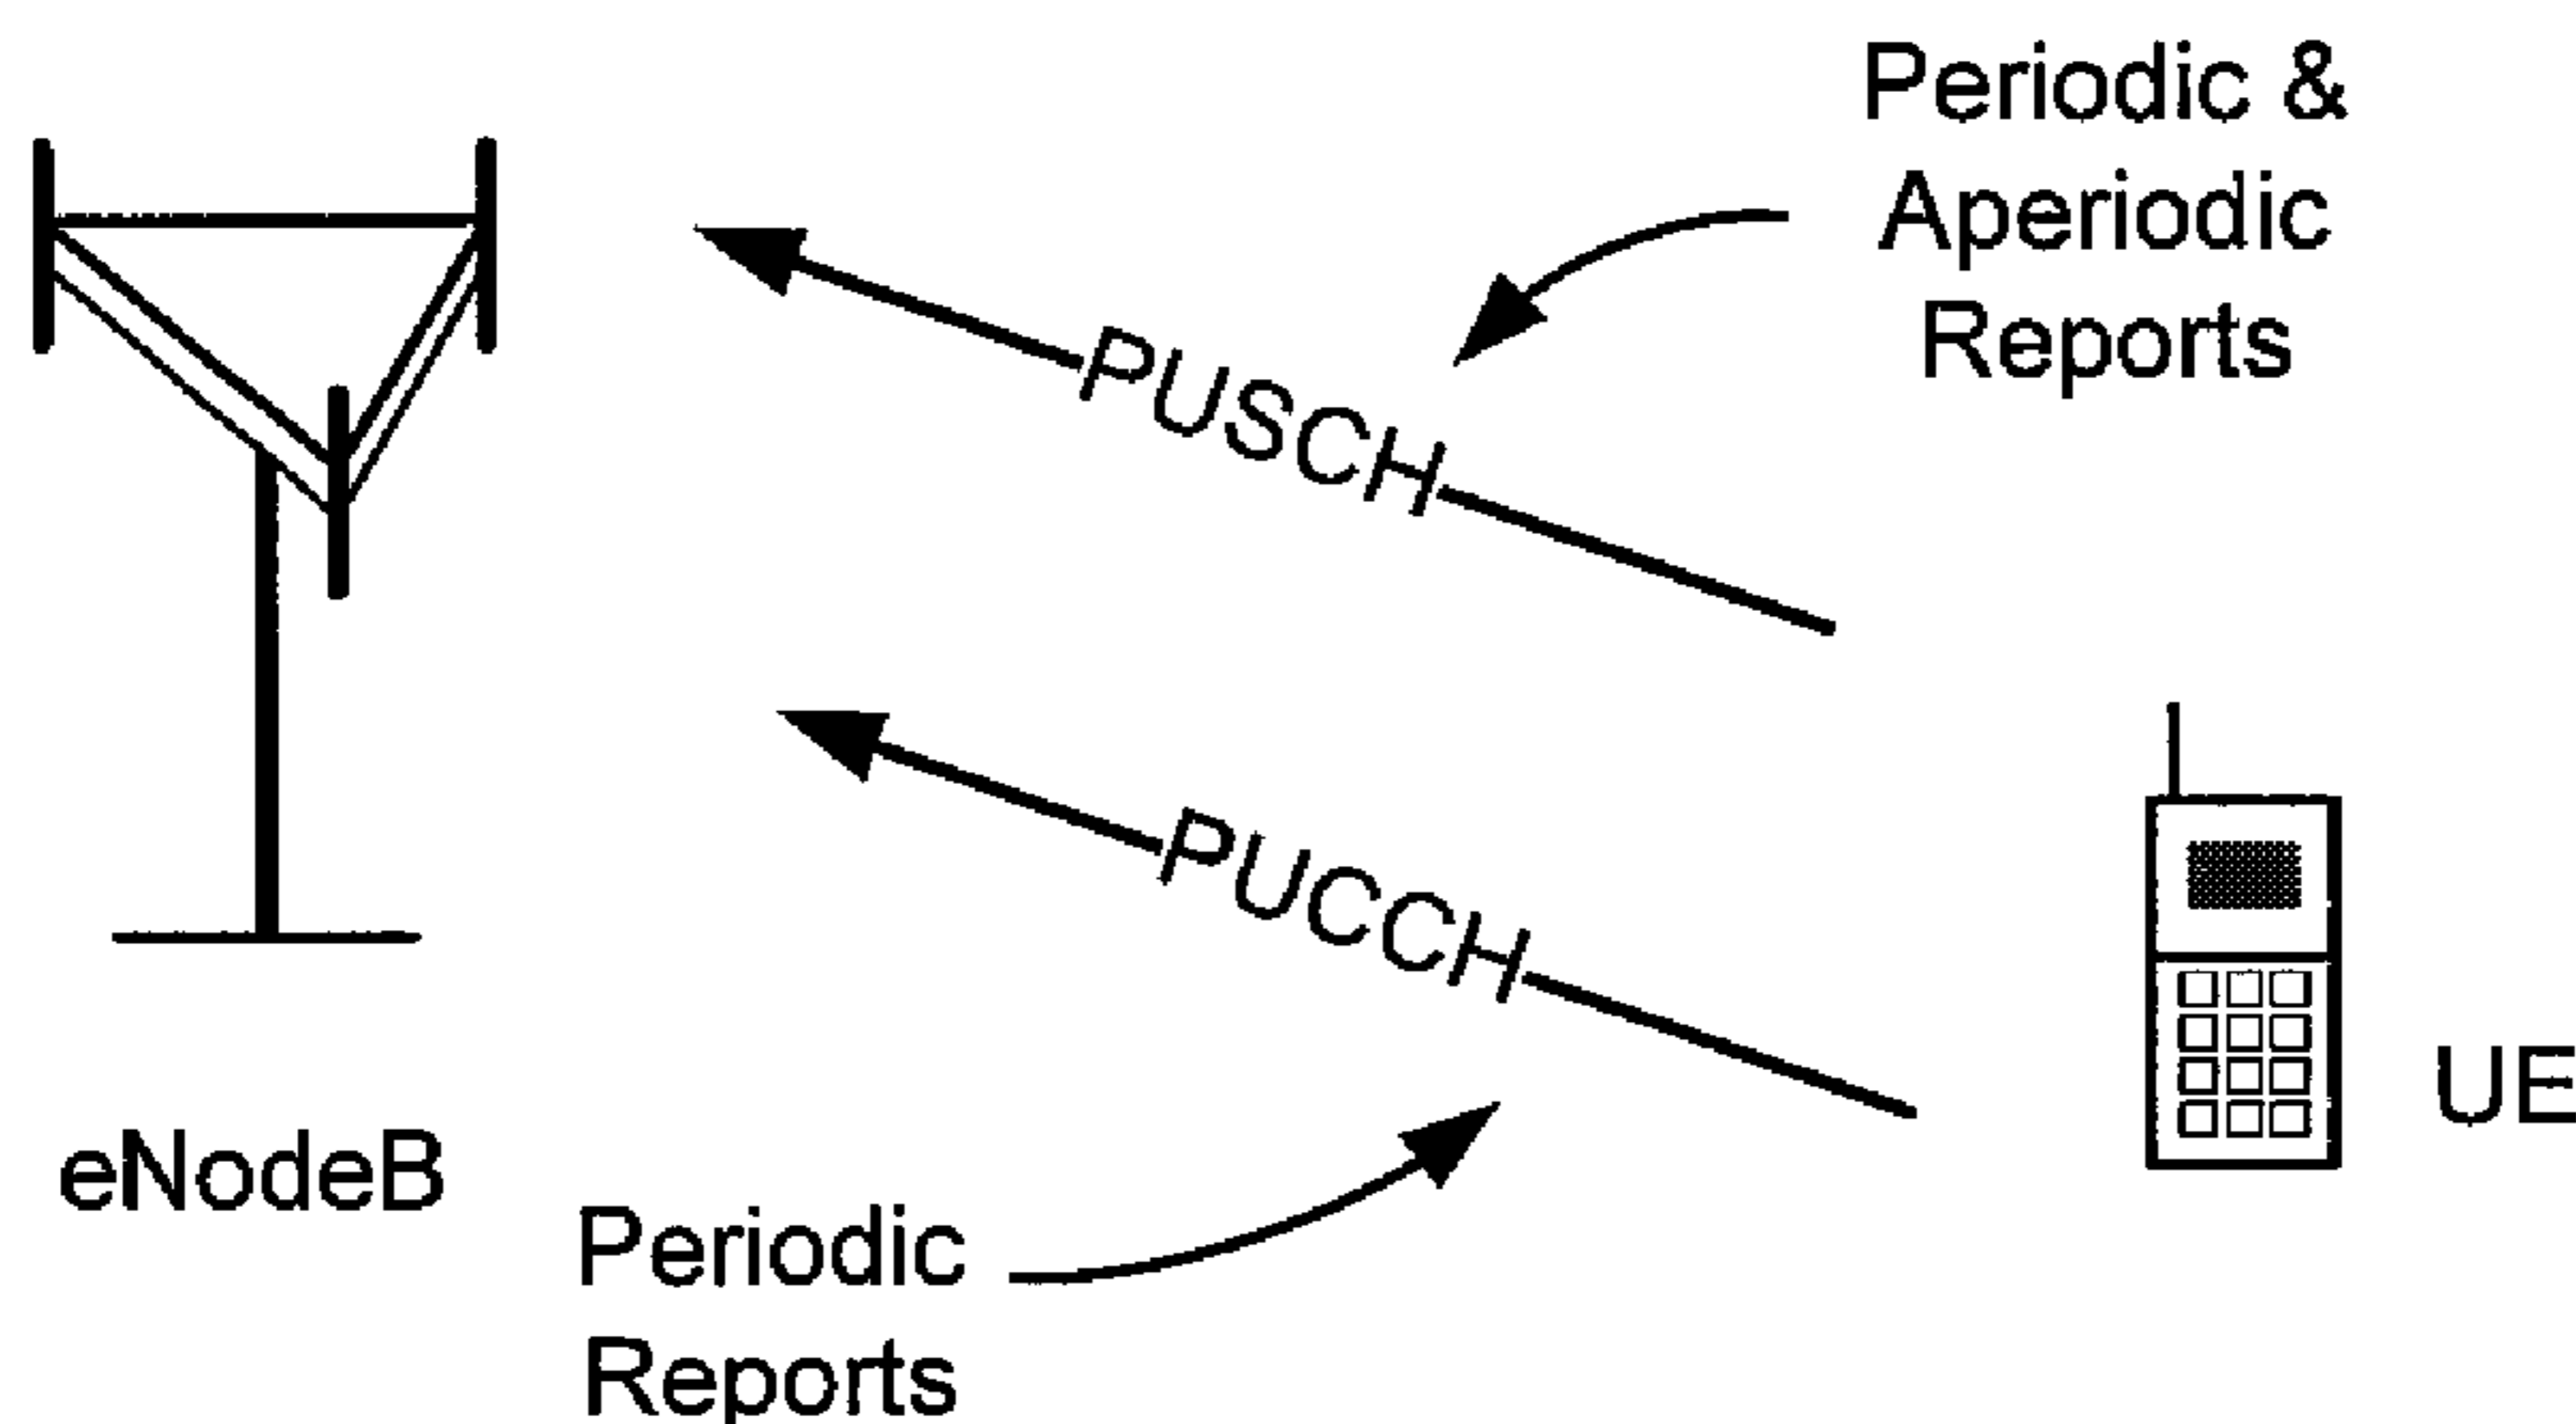 Periodic &
Aperiodic
Reports
PUSCH
PUCCH
UE
eNodeB
Periodic
Reports